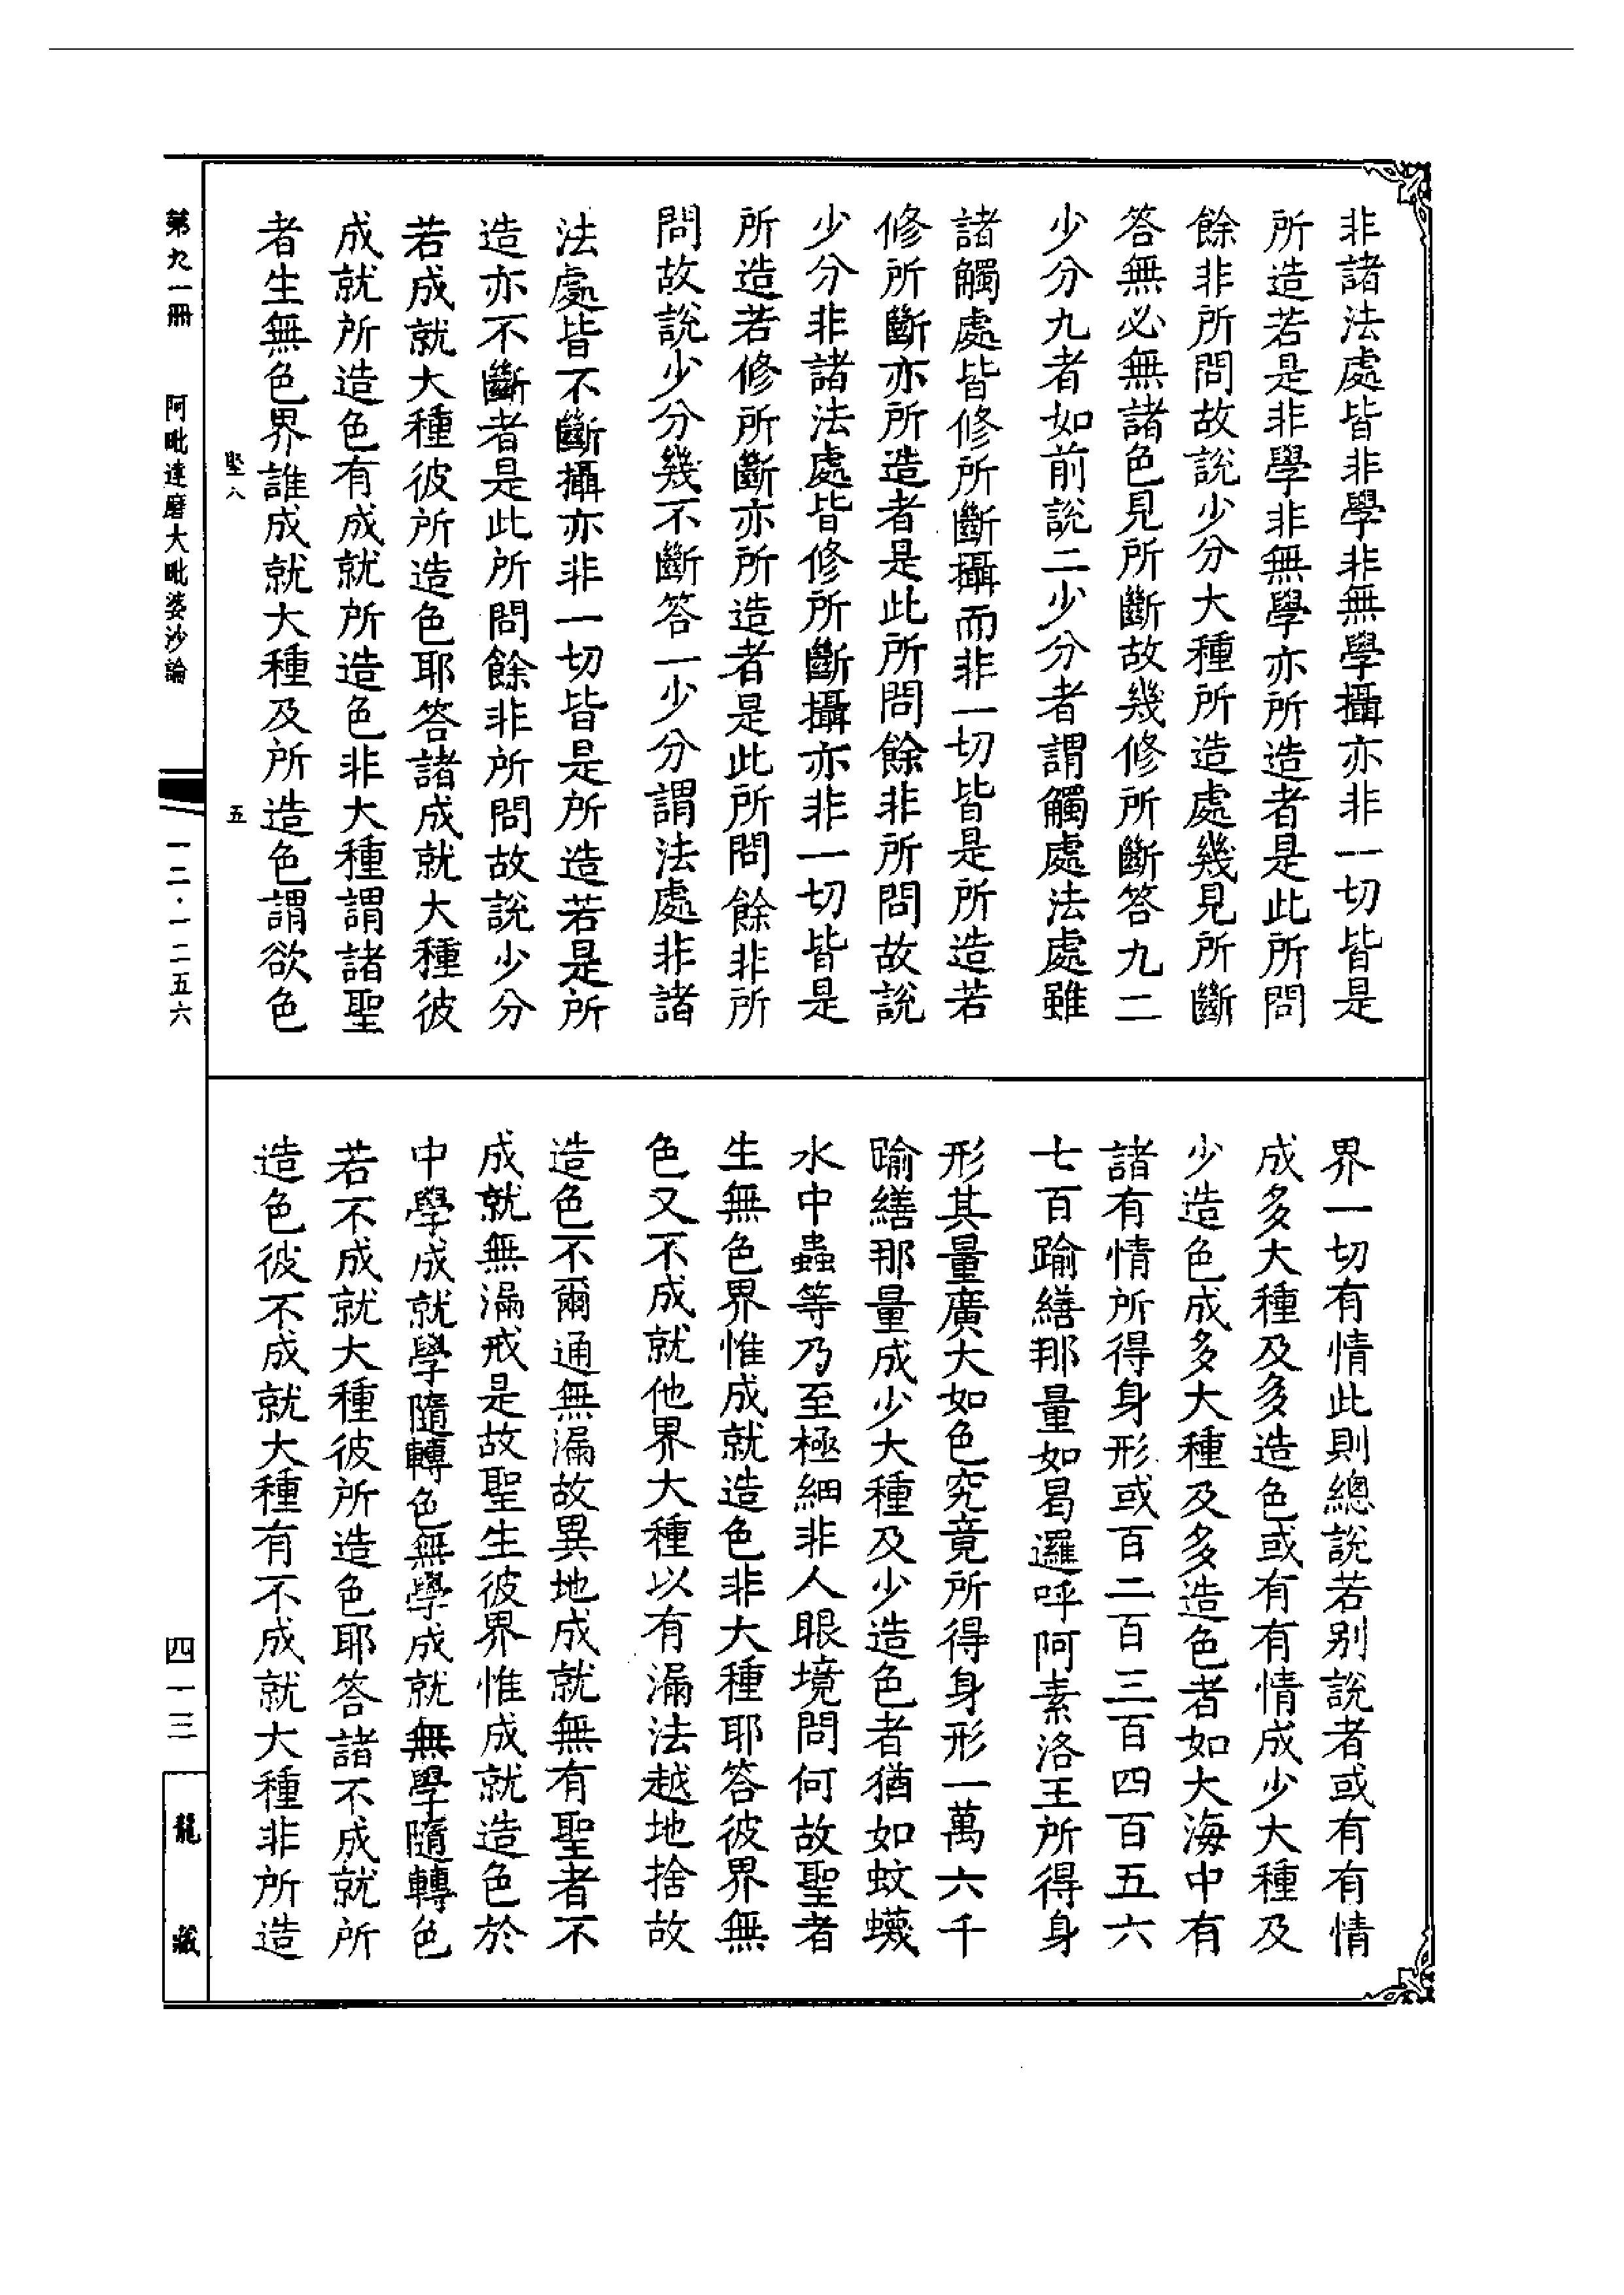 非諸法處皆非學非無學攝亦非一切皆是
所造若是非學非無學亦所造者是此所問
餘非所問故說少分大種所造處幾見所斷
答無必無諸色見所斷故幾修所斷答九二
少分九者如前說二少分者謂觸處法處雖
諸觸處皆修所斷攝而非一切皆是所造若
修所斷亦所造者是此所問餘非所問故說
少分非諸法處皆修所斷攝亦非一切皆是
所造若修所斷亦所造者是此所問餘非所
問故說少分幾不斷答一少分謂法處非諸
法處皆不斷攝亦非一切皆是所造若是所
造亦不斷者是此所問餘非所問故說少分
若成就大種彼所造色耶答諸成就大種彼
成就所造色有成就所造色非大種謂諸聖
者生無色界誰成就大種及所造色謂欲色
界一切有情此則總說若別說者或有有情
成多大種及多造色或有有情成少大種及
少造色成多大種及多造色者如大海中有
諸有情所得身形或百二百三百四百五六
七百踰繕那量如曷邏呼阿素洛王所得身
形其量廣大如色究竟所得身形一萬六千
踰繕那量成少大種及少造色者猶如蚊蠛
水中蟲等乃至極細非人眼境問何故聖者
生無色界惟成就造色非大種耶答彼界無
色又不成就他界大種以有漏法越地捨故
造色不爾通無漏故異地成就無有聖者不
成就無漏戒是故聖生彼界惟成就造色於
中學成就學隨轉色無學成就無學隨轉色
若不成就大種彼所造色耶答諸不成就所
造色彼不成就大種有不成就大種非所造
第九一冊
阿毗達磨大毗婆沙論
堅八
五
一二·一二五六
四一三
龍藏